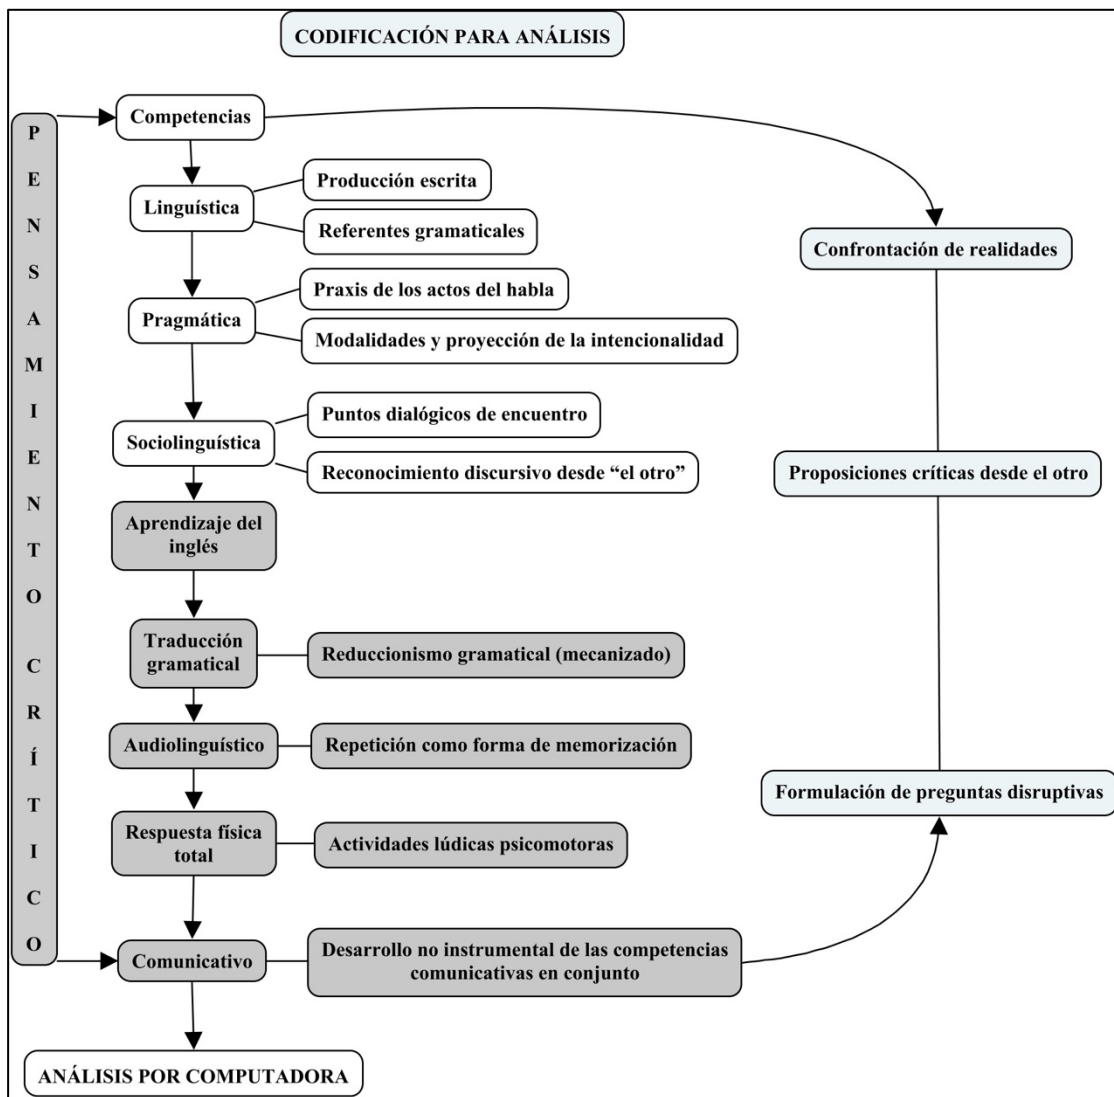 CODIFICACIÓN PARA ANÁLISIS
PENSAMIENTO CRÍTICO
Competencias
Linguística
Producción escrita
Referentes gramaticales
Pragmática
Praxis de los actos del habla
Modalidades y proyección de la intencionalidad
Sociolinguística
Puntos dialógicos de encuentro
Reconocimiento discursivo desde “el otro”
Aprendizaje del
inglés
Traducción
gramatical
Reduccionismo gramatical (mecanizado)
Audiolinguístico
Repetición como forma de memorización
Respuesta física
total
Actividades lúdicas psicomotoras
Comunicativo
Desarrollo no instrumental de las competencias
comunicativas en conjunto
ANÁLISIS POR COMPUTADORA
Confrontación de realidades
Proposiciones críticas desde el otro
Formulación de preguntas disruptivas